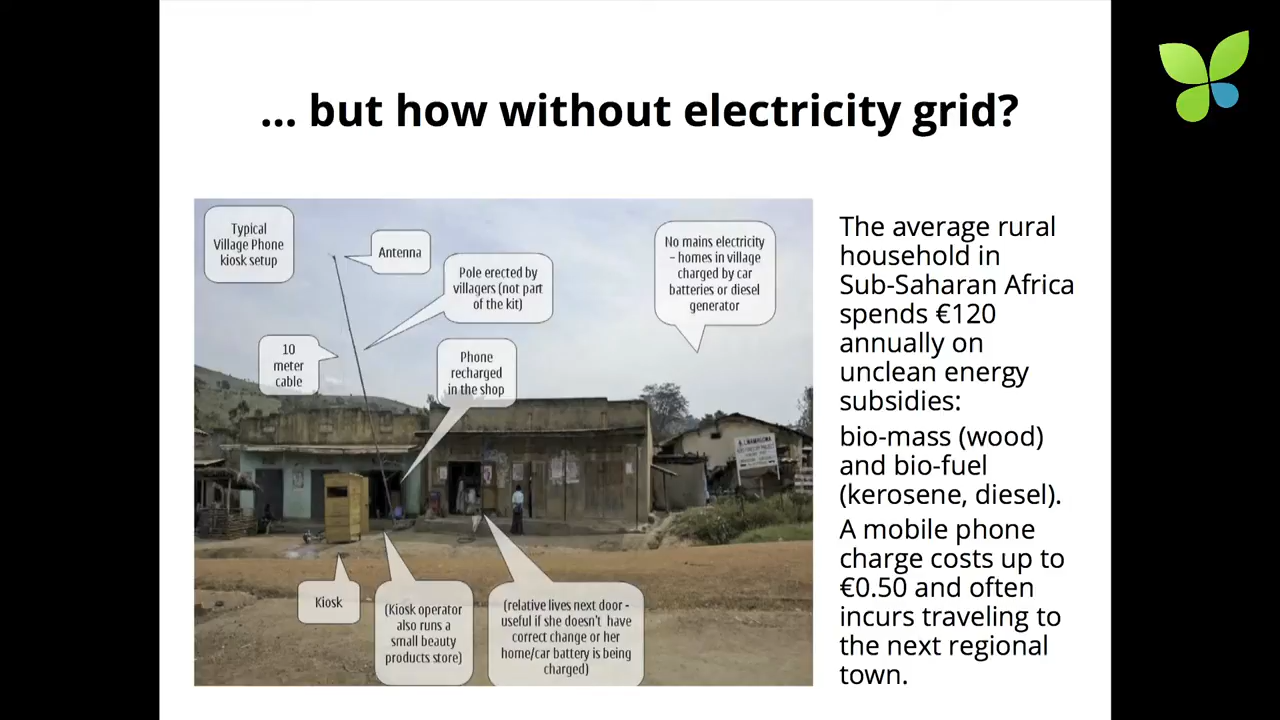 ... but how without electricity grid?
Typical
Village Phone
kiosk setup
Antenna
Pole erected by
villagers (not part
of the kit)
No mains electricity
– homes in village
charged by car
batteries or diesel
generator
10
meter
cable
Phone
recharged
in the shop
Kiosk
(Kiosk operator
also runs a
small beauty
products store)
(relative lives next door -
useful if she doesn't have
correct change or her
home/car battery is being
charged)
The average rural
household in
Sub-Saharan Africa
spends €120
annually on
unclean energy
subsidies:
bio-mass (wood)
and bio-fuel
(kerosene, diesel).
A mobile phone
charge costs up to
€0.50 and often
incurs traveling to
the next regional
town.